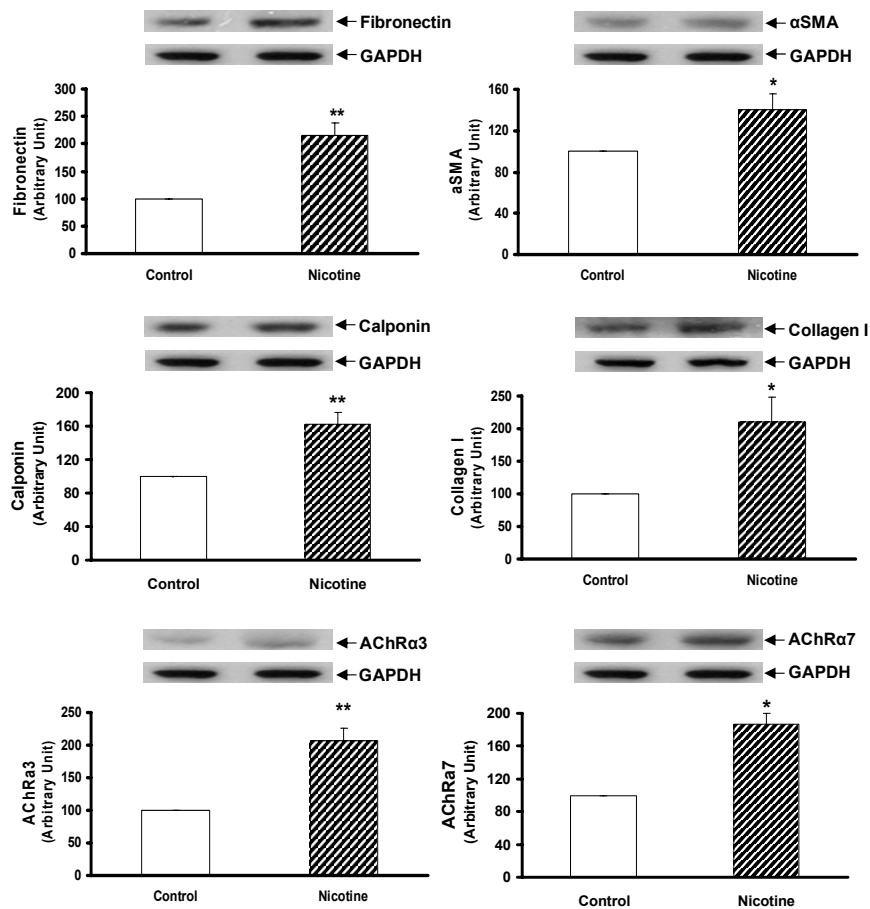 Fibronectin
GAPDH
Fibronectin
(Arbitrary Unit)
300
250
200
150
100
50
0
**
Control Nicotine
αSMA
GAPDH
aSMA
(Arbitrary Unit)
160
120
80
40
0
*
Control Nicotine
Calponin
GAPDH
Calponin
(Arbitrary Unit)
200
160
120
80
40
0
**
Control Nicotine
Collagen I
GAPDH
Collagen I
(Arbitrary Unit)
250
200
150
100
50
0
*
Control Nicotine
AChRα3
GAPDH
AChRa3
(Arbitrary Unit)
250
200
150
100
50
0
**
Control Nicotine
AChRα7
GAPDH
AChRa7
(Arbitrary Unit)
200
160
120
80
40
0
*
Control Nicotine